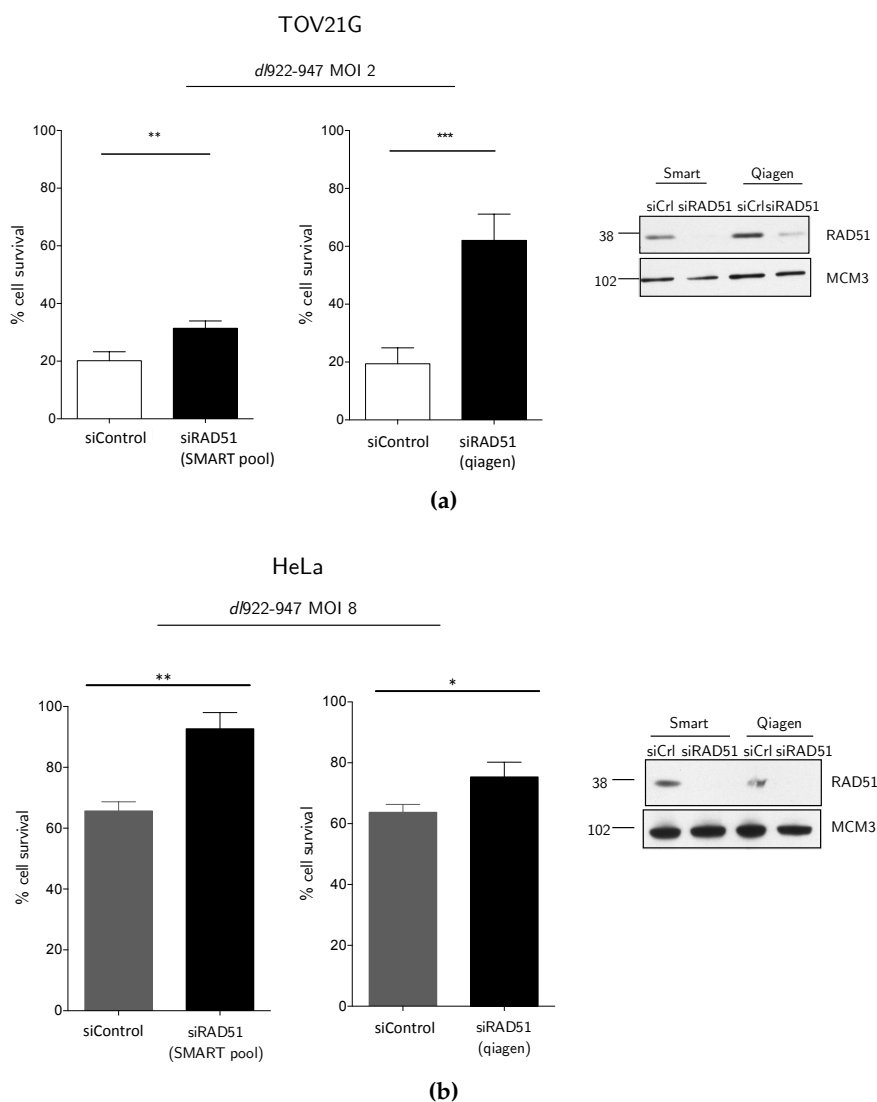 TOV21G
dl922-947 MOI 2
**
100
80
60
40
20
0
% cell survival
siControl
siRAD51
(SMART pool)
***
100
80
60
40
20
0
% cell survival
siControl
siRAD51
(qiagen)
Smart Qiagen
siCrl siRAD51 siCrl siRAD51
38 RAD51
102 MCM3
(a)
HeLa
dl922-947 MOI 8
**
100
80
60
40
20
0
% cell survival
siControl
siRAD51
(SMART pool)
*
100
80
60
40
20
0
% cell survival
siControl
siRAD51
(qiagen)
Smart Qiagen
siCrl siRAD51 siCrl siRAD51
38 RAD51
102 MCM3
(b)